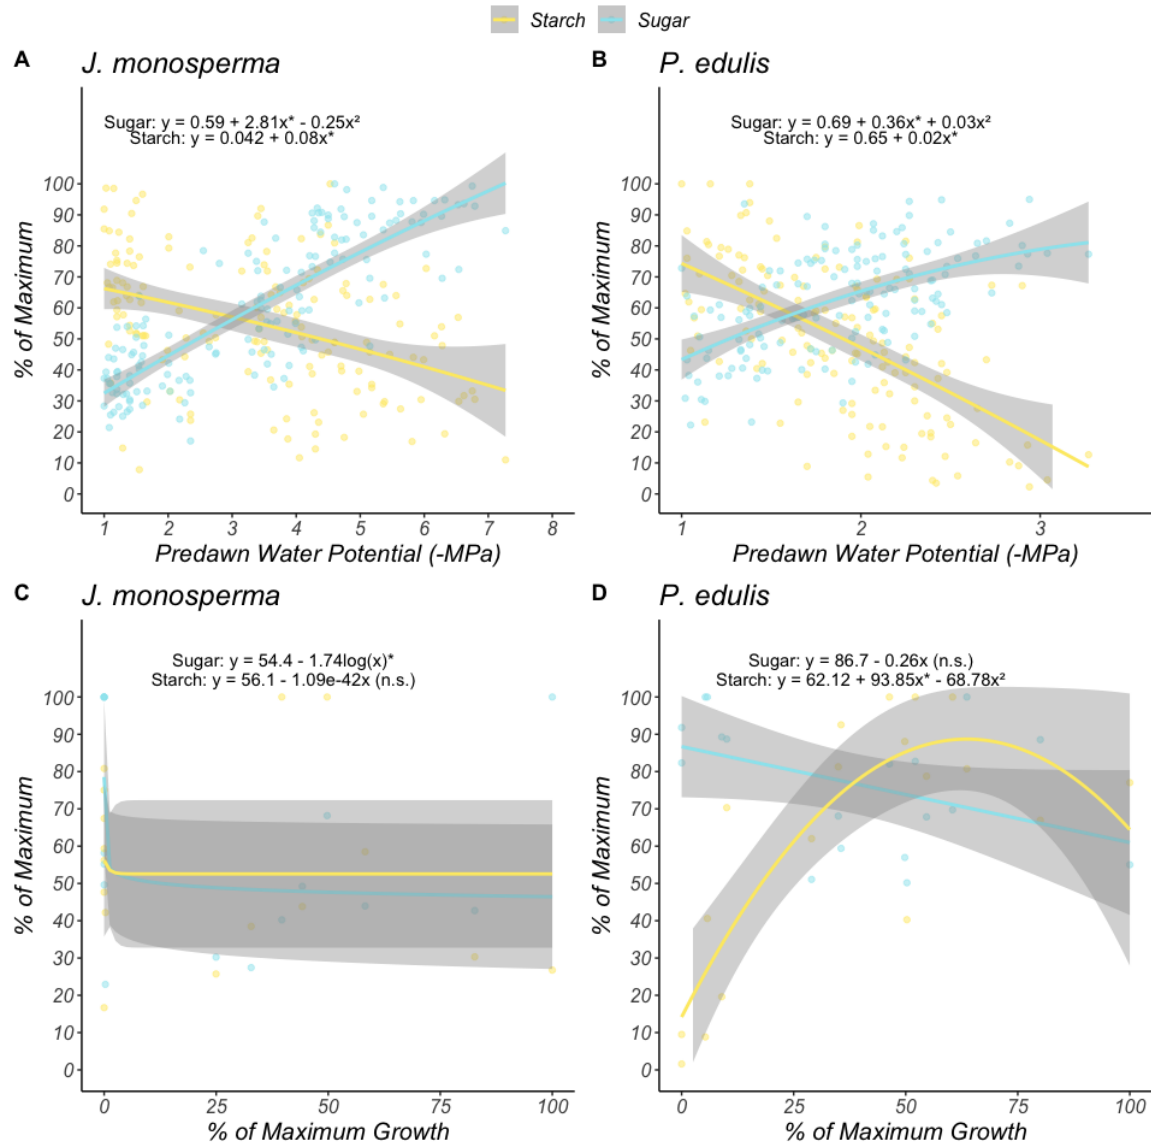 Starch Sugar
A J. monosperma
Sugar: y = 0.59 + 2.81x* - 0.25x²
Starch: y = 0.042 + 0.08x*
% of Maximum
100
90
80
70
60
50
40
30
20
10
0
1 2 3 4 5 6 7 8
Predawn Water Potential (-MPa)
B P. edulis
Sugar: y = 0.69 + 0.36x* + 0.03x²
Starch: y = 0.65 + 0.02x*
% of Maximum
100
90
80
70
60
50
40
30
20
10
0
1 2 3
Predawn Water Potential (-MPa)
C J. monosperma
Sugar: y = 54.4 - 1.74log(x)*
Starch: y = 56.1 - 1.09e-42x (n.s.)
% of Maximum
100
90
80
70
60
50
40
30
20
10
0
0 25 50 75 100
% of Maximum Growth
D P. edulis
Sugar: y = 86.7 - 0.26x (n.s.)
Starch: y = 62.12 + 93.85x* - 68.78x²
% of Maximum
100
90
80
70
60
50
40
30
20
10
0
0 25 50 75 100
% of Maximum Growth